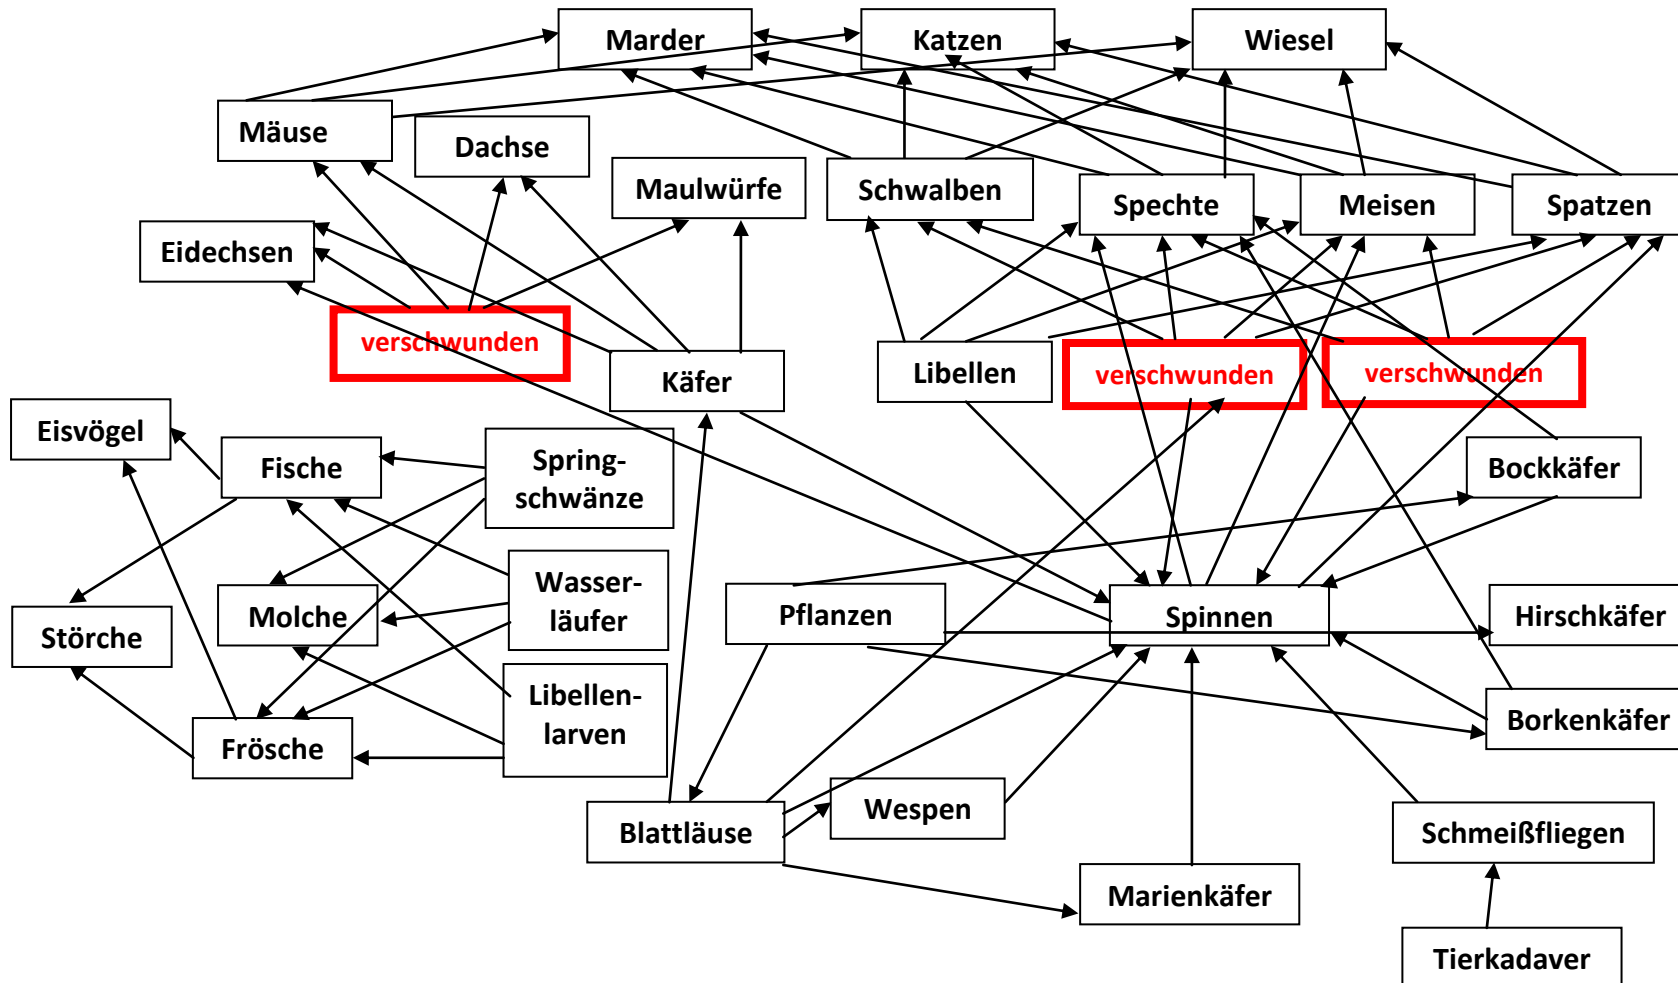 Marder
Katzen
Wiesel
Mäuse
Dachse
Maulwürfe
Schwalben
Spechte
Meisen
Spatzen
Eidechsen
verschwunden
Käfer
Libellen
verschwunden
verschwunden
Eisvögel
Fische
Spring-
schwänze
Bockkäfer
Störche
Molche
Wasser-
läufer
Pflanzen
Spinnen
Hirschkäfer
Frösche
Libellen-
larven
Borkenkäfer
Blattläuse
Wespen
Schmeißfliegen
Marienkäfer
Tierkadaver